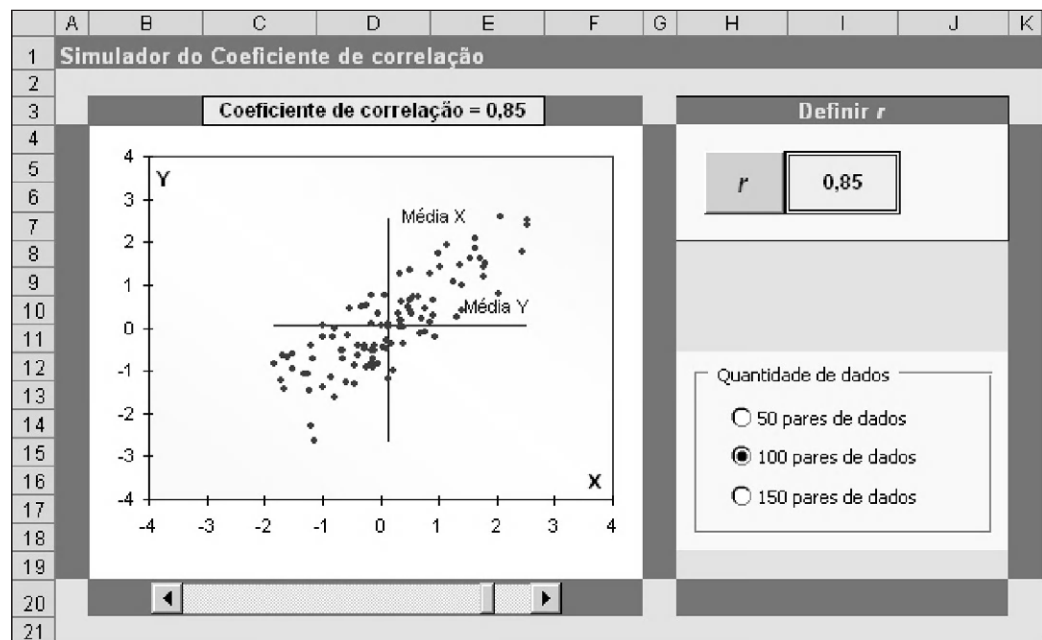 A B C D E F G H I J K
1 Simulador do Coeficiente de correlação
2
3 Coeficiente de correlação = 0,85 Definir r
4
5
6
7
8
9
10
11
12
13
14
15
16
17
18
19
20
21
4
3
2
1
0
-1
-2
-3
-4
Y
Média X
Média Y
X
-4 -3 -2 -1 0 1 2 3 4
r 0,85
Quantidade de dados
50 pares de dados
100 pares de dados
150 pares de dados